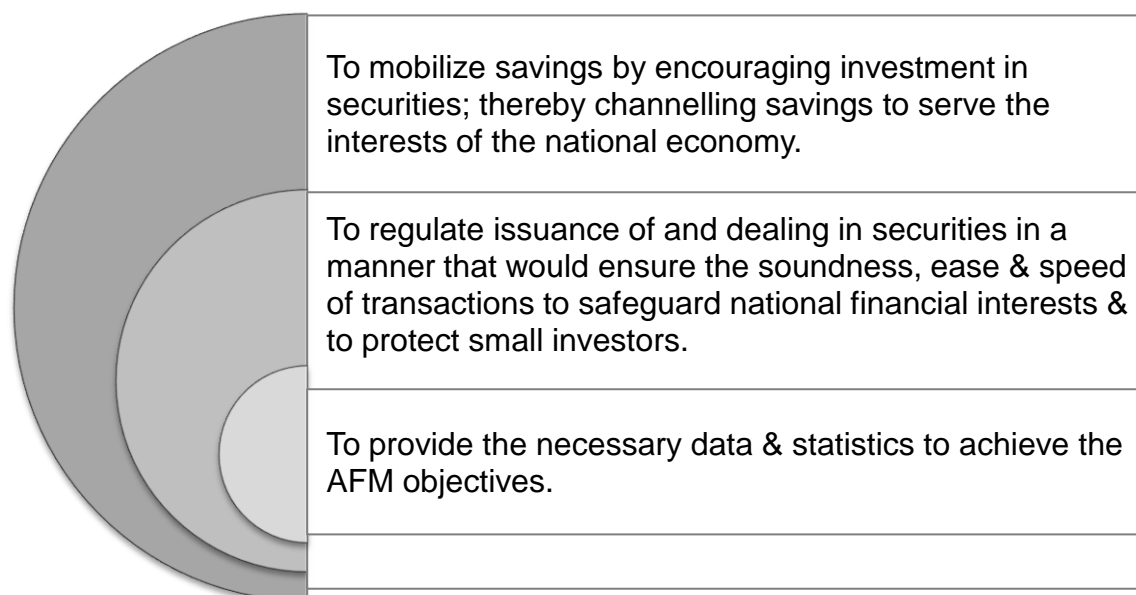 To mobilize savings by encouraging investment in
securities; thereby channelling savings to serve the
interests of the national economy.
To regulate issuance of and dealing in securities in a
manner that would ensure the soundness, ease & speed
of transactions to safeguard national financial interests &
to protect small investors.
To provide the necessary data & statistics to achieve the
AFM objectives.